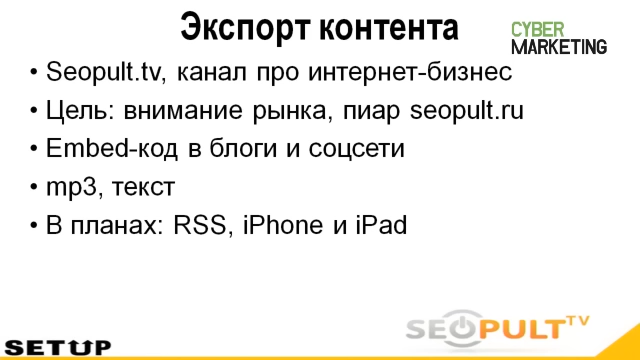 Экспорт контента
CYBER
MARKETING
• Seopult.tv, канал про интернет-бизнес
• Цель: внимание рынка, пиар seopult.ru
• Embed-код в блоги и соцсети
• mp3, текст
• В планах: RSS, iPhone и iPad
SEOPULT TV
SETUP